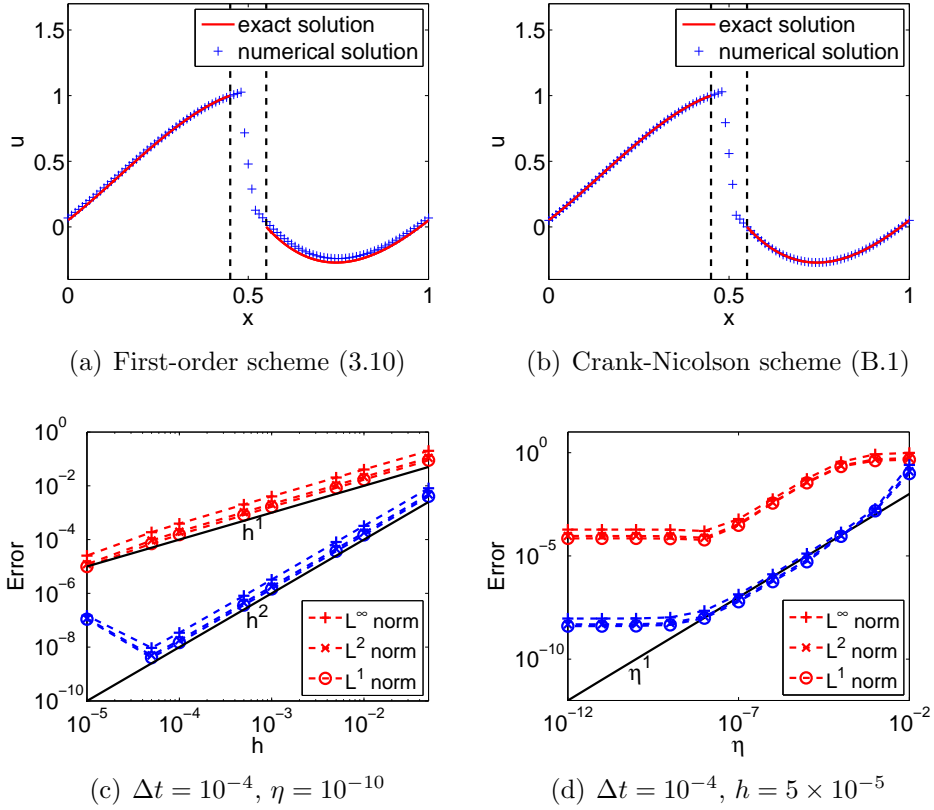 exact solution
numerical solution
1.5
1
0.5
0
u
0
0.5
1
x
(a) First-order scheme (3.10)
exact solution
numerical solution
1.5
1
0.5
0
u
0
0.5
1
x
(b) Crank-Nicolson scheme (B.1)
10^0
10^-2
10^-4
10^-6
10^-8
10^-10
Error
h^1
h^2
L^∞ norm
L^2 norm
L^1 norm
10^-5
10^-4
10^-3
10^-2
h
(c) Δt = 10^-4, η = 10^-10
10^0
10^-5
10^-10
Error
η^1
L^∞ norm
L^2 norm
L^1 norm
10^-12
10^-7
10^-2
η
(d) Δt = 10^-4, h = 5 × 10^-5